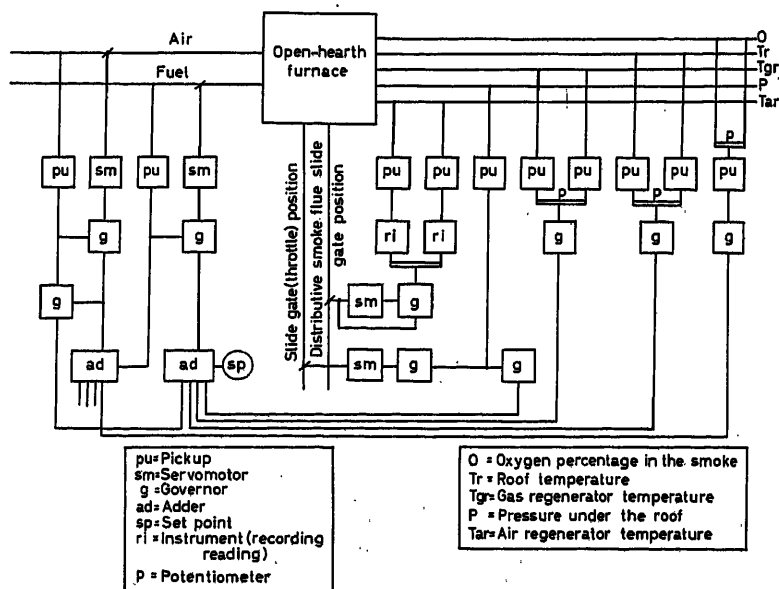 Air
Fuel
Open-hearth
furnace
O
Tr
Tgr
P
Tar
p
pu
sm
pu
sm
pu
pu
pu
pu
pu
pu
pu
pu
p
p
g
g
ri
ri
g
g
g
g
sm
g
ad
ad
sp
sm
g
g
Slide gate(throttle) position
Distributive smoke flue slide
gate position
pu=Pickup
sm=Servomotor
g = Governor
ad=Adder
sp=Set point
ri = Instrument (recording
reading)
P = Potentiometer
O = Oxygen percentage in the smoke
Tr = Roof temperature
Tgr= Gas regenerator temperature
P = Pressure under the roof
Tar= Air regenerator temperature